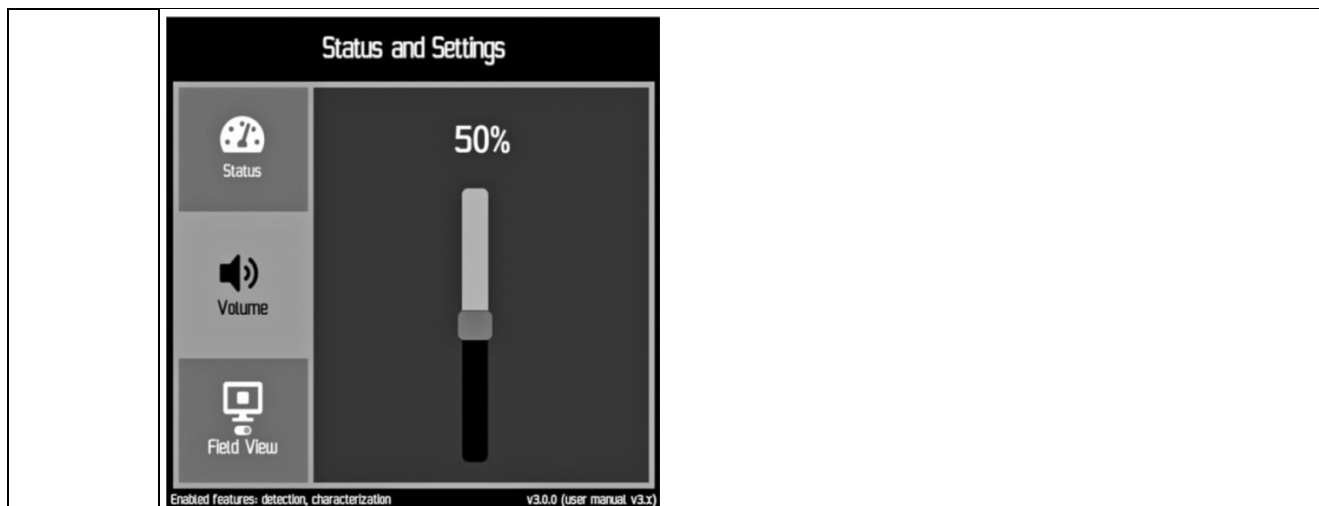 Status and Settings
Status
50%
Volume
Field View
Enabled features: detection, characterization
v3.0.0 (user manual v3.x)